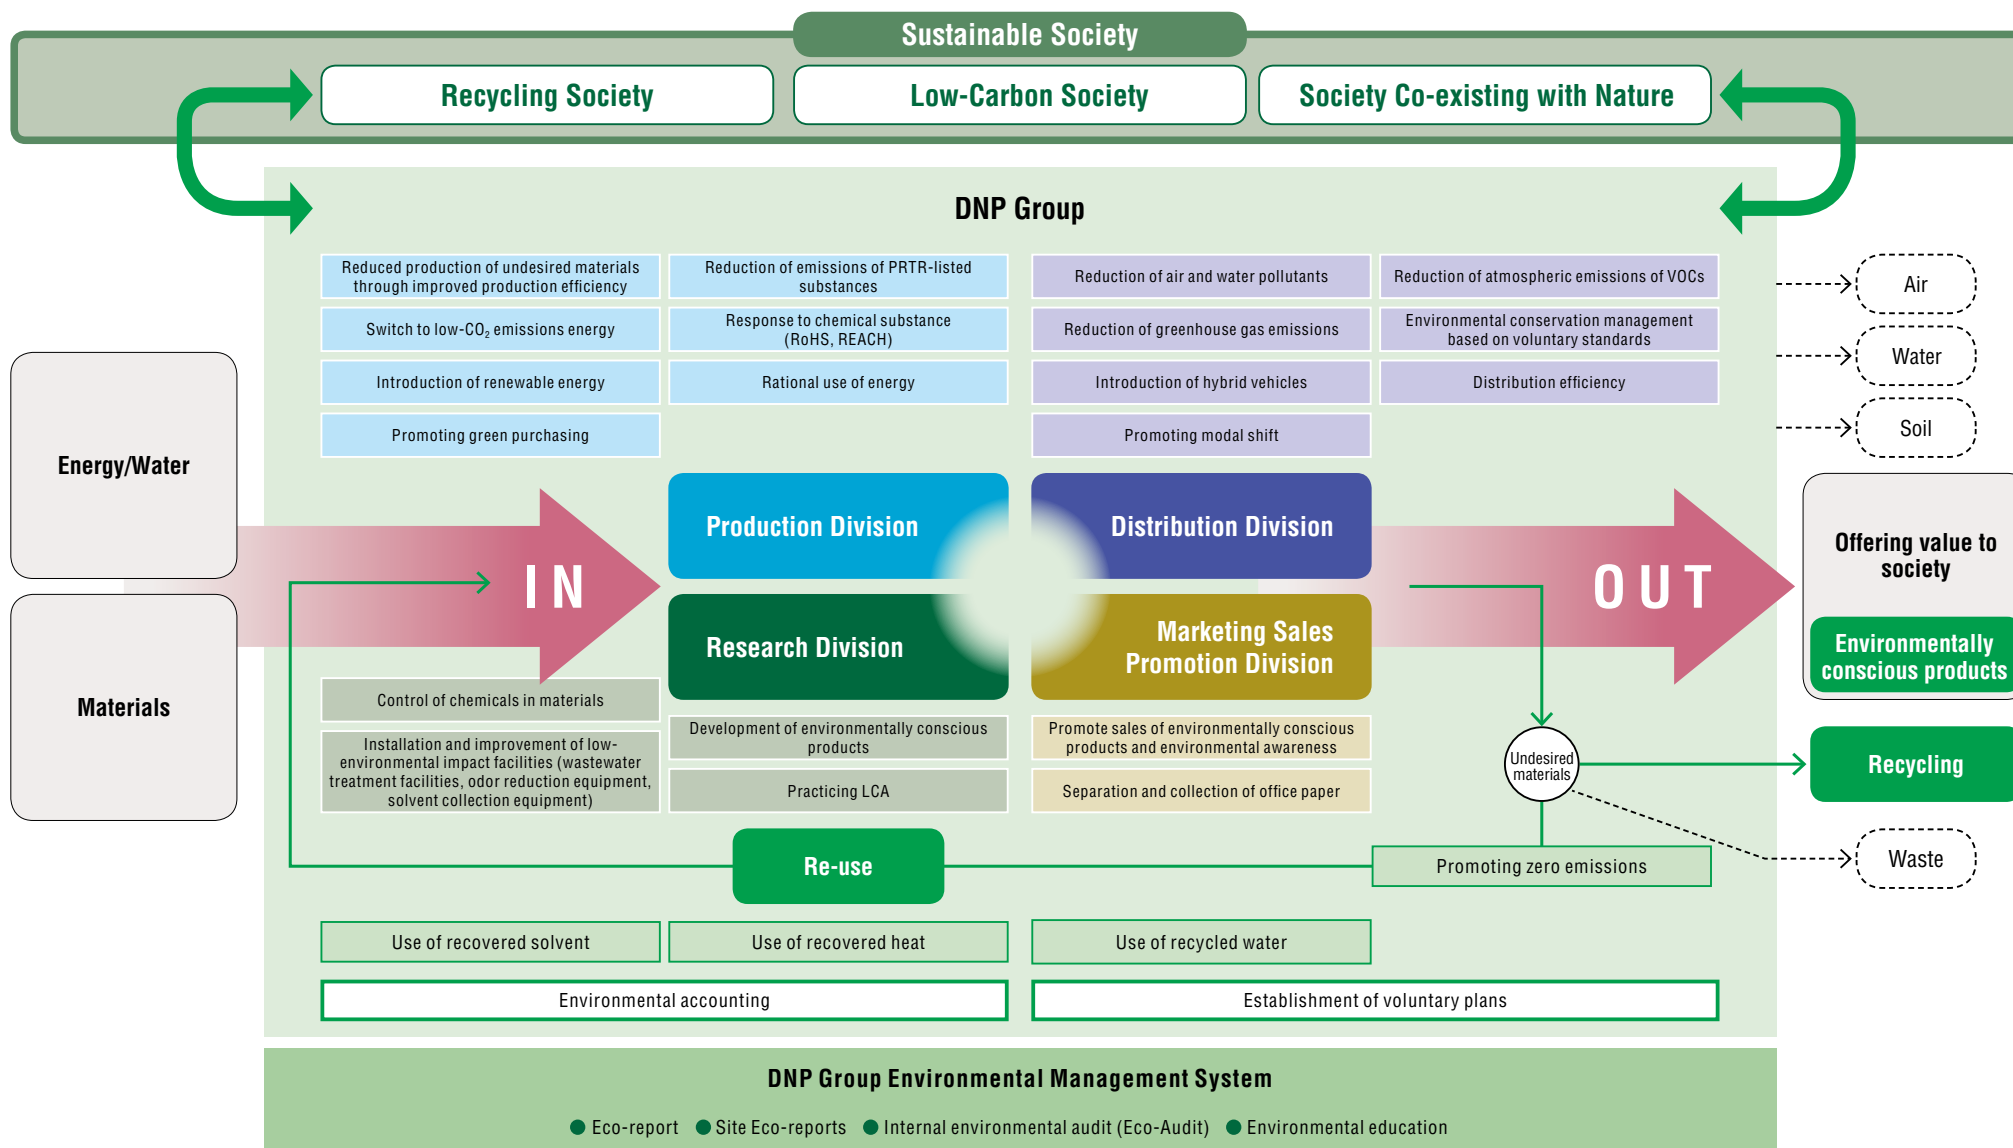 Sustainable Society
Recycling Society
Low-Carbon Society
Society Co-existing with Nature
DNP Group
Reduced production of undesired materials
through improved production efficiency
Reduction of emissions of PRTR-listed
substances
Reduction of air and water pollutants
Reduction of atmospheric emissions of VOCs
Air
Switch to low-CO₂ emissions energy
Response to chemical substance
(RoHS, REACH)
Reduction of greenhouse gas emissions
Environmental conservation management
based on voluntary standards
Water
Introduction of renewable energy
Rational use of energy
Introduction of hybrid vehicles
Distribution efficiency
Promoting green purchasing
Promoting modal shift
Soil
Energy/Water
Materials
IN
Production Division
Distribution Division
Research Division
Marketing Sales
Promotion Division
OUT
Offering value to
society
Environmentally
conscious products
Control of chemicals in materials
Installation and improvement of low-
environmental impact facilities (wastewater
treatment facilities, odor reduction equipment,
solvent collection equipment)
Development of environmentally conscious
products
Practicing LCA
Promote sales of environmentally conscious
products and environmental awareness
Separation and collection of office paper
Undesired
materials
Recycling
Re-use
Promoting zero emissions
Waste
Use of recovered solvent
Use of recovered heat
Use of recycled water
Environmental accounting
Establishment of voluntary plans
DNP Group Environmental Management System
● Eco-report ● Site Eco-reports ● Internal environmental audit (Eco-Audit) ● Environmental education